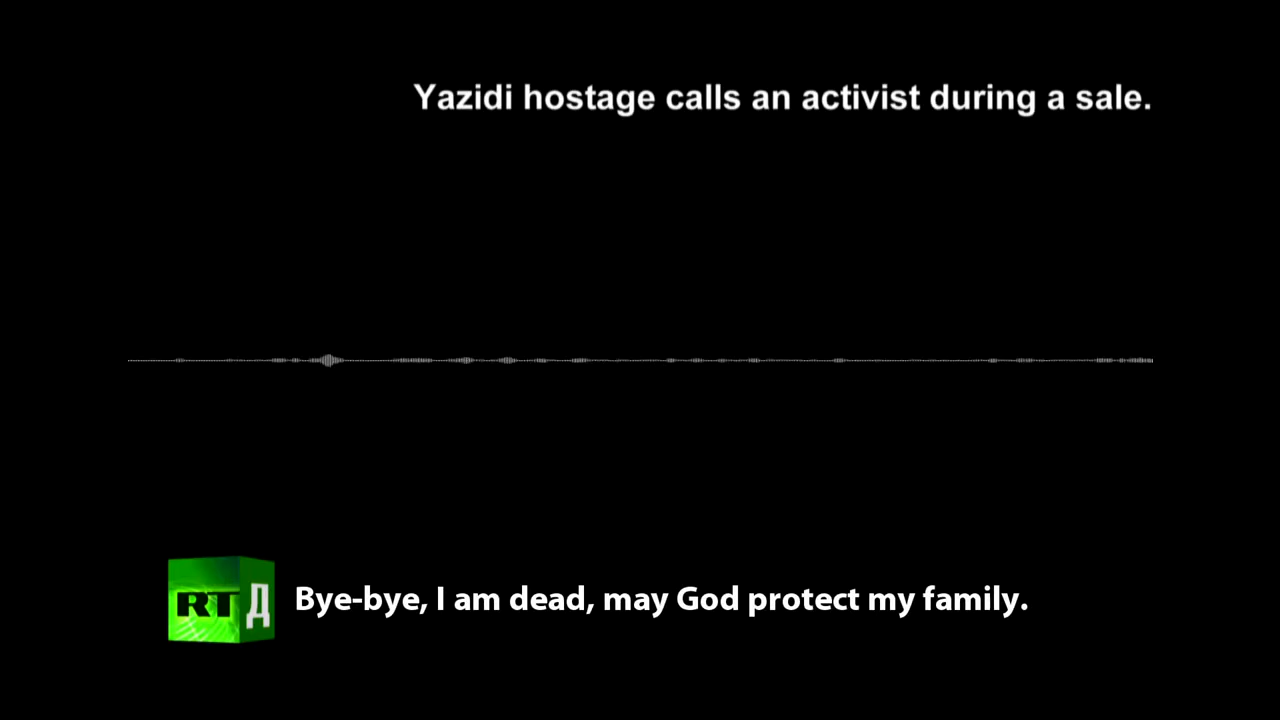 Yazidi hostage calls an activist during a sale.
RT Д
Bye-bye, I am dead, may God protect my family.